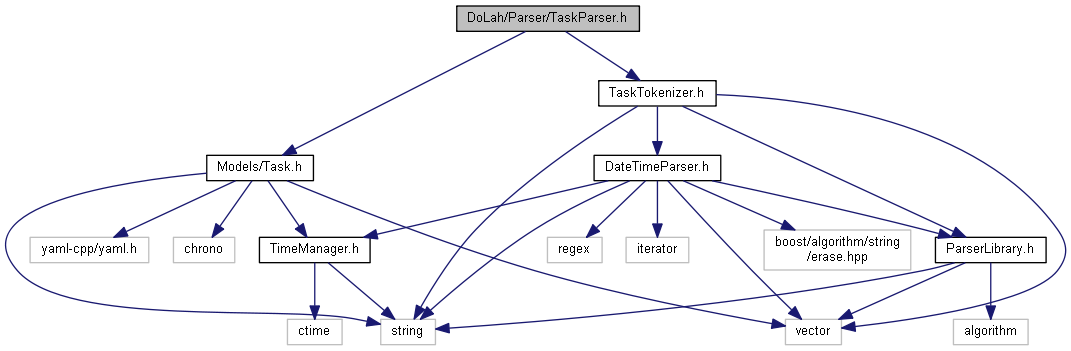 DoLah/Parser/TaskParser.h
TaskTokenizer.h
Models/Task.h
DateTimeParser.h
yaml-cpp/yaml.h
chrono
TimeManager.h
regex
iterator
boost/algorithm/string
/erase.hpp
ParserLibrary.h
ctime
string
vector
algorithm